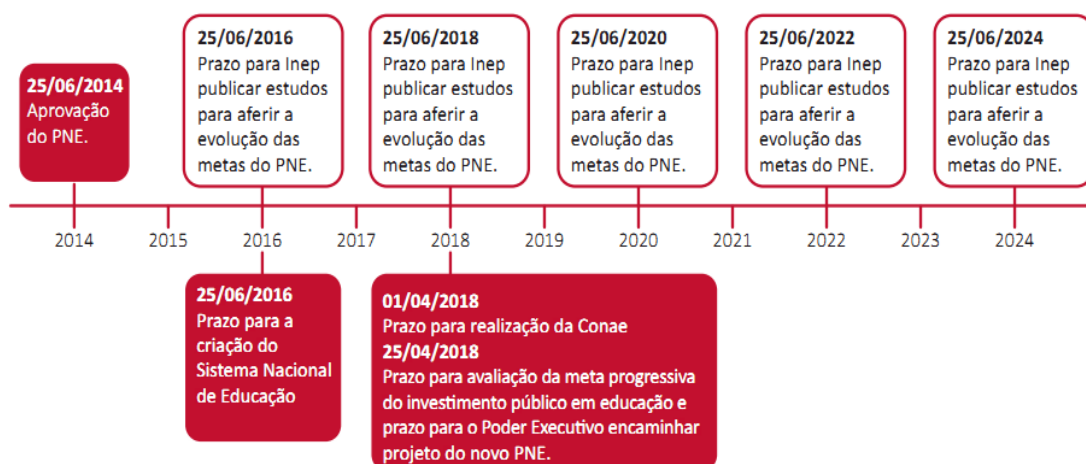 25/06/2014
Aprovação
do PNE.
25/06/2016
Prazo para Inep
publicar estudos
para aferir a
evolução das
metas do PNE.
25/06/2018
Prazo para Inep
publicar estudos
para aferir a
evolução das
metas do PNE.
25/06/2020
Prazo para Inep
publicar estudos
para aferir a
evolução das
metas do PNE.
25/06/2022
Prazo para Inep
publicar estudos
para aferir a
evolução das
metas do PNE.
25/06/2024
Prazo para Inep
publicar estudos
para aferir a
evolução das
metas do PNE.
2014 2015 2016 2017 2018 2019 2020 2021 2022 2023 2024
25/06/2016
Prazo para a
criação do
Sistema Nacional
de Educação
01/04/2018
Prazo para realização da Conae
25/04/2018
Prazo para avaliação da meta progressiva
do investimento público em educação e
prazo para o Poder Executivo encaminhar
projeto do novo PNE.